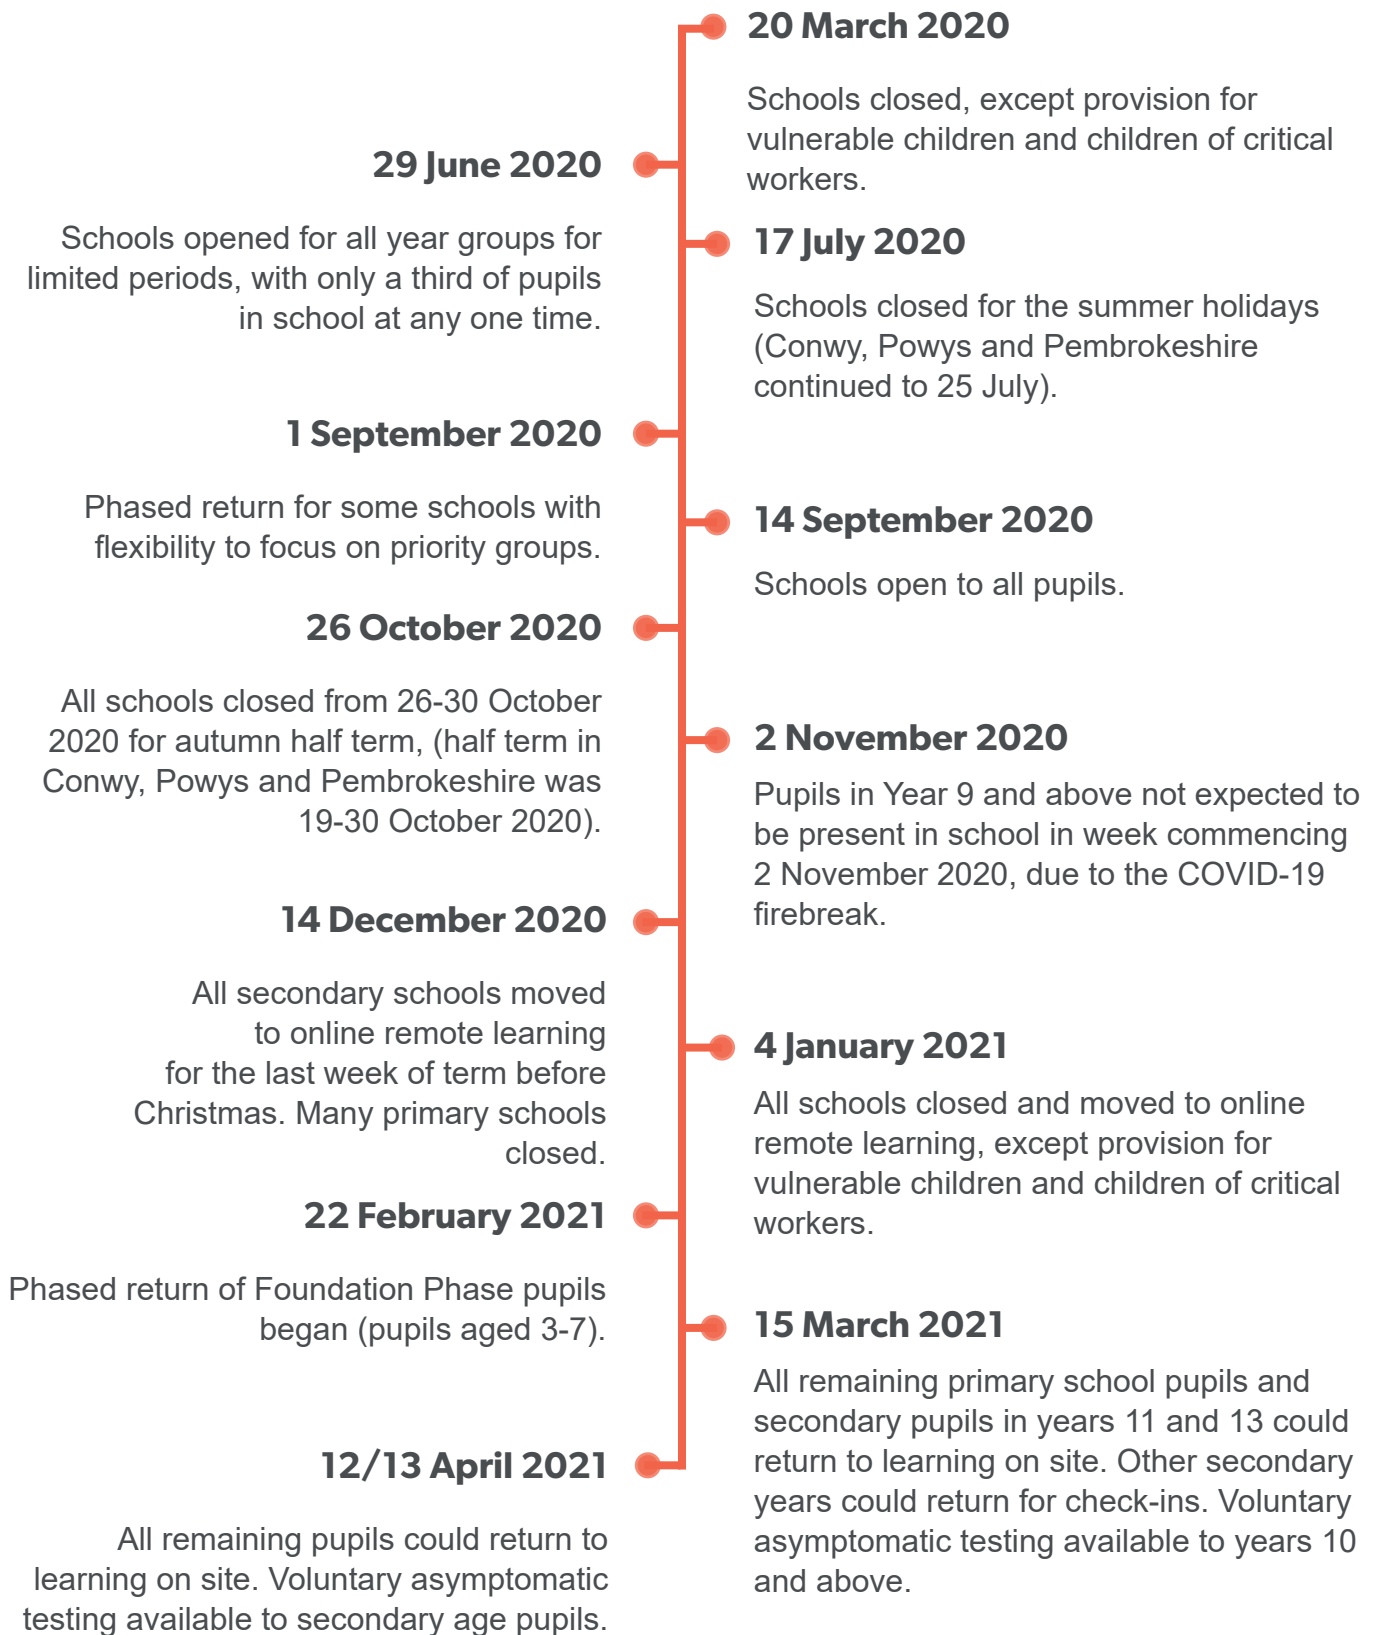 20 March 2020
Schools closed, except provision for
vulnerable children and children of critical
workers.
29 June 2020
Schools opened for all year groups for
limited periods, with only a third of pupils
in school at any one time.
17 July 2020
Schools closed for the summer holidays
(Conwy, Powys and Pembrokeshire
continued to 25 July).
1 September 2020
Phased return for some schools with
flexibility to focus on priority groups.
14 September 2020
Schools open to all pupils.
26 October 2020
All schools closed from 26-30 October
2020 for autumn half term, (half term in
Conwy, Powys and Pembrokeshire was
19-30 October 2020).
2 November 2020
Pupils in Year 9 and above not expected to
be present in school in week commencing
2 November 2020, due to the COVID-19
firebreak.
14 December 2020
All secondary schools moved
to online remote learning
for the last week of term before
Christmas. Many primary schools
closed.
4 January 2021
All schools closed and moved to online
remote learning, except provision for
vulnerable children and children of critical
workers.
22 February 2021
Phased return of Foundation Phase pupils
began (pupils aged 3-7).
15 March 2021
All remaining primary school pupils and
secondary pupils in years 11 and 13 could
return to learning on site. Other secondary
years could return for check-ins. Voluntary
asymptomatic testing available to years 10
and above.
12/13 April 2021
All remaining pupils could return to
learning on site. Voluntary asymptomatic
testing available to secondary age pupils.